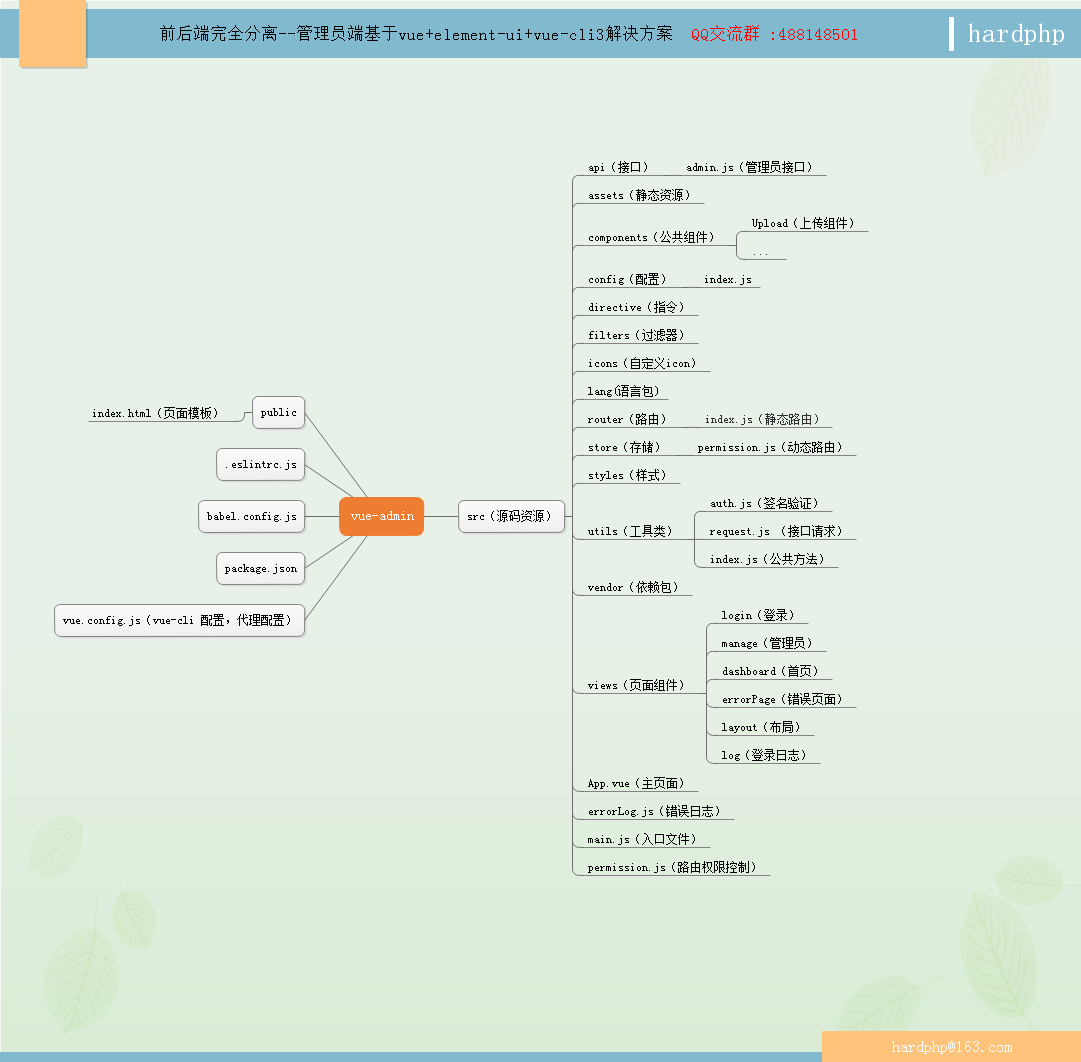 前后端完全分离--管理员端基于vue+element-ui+vue-cli3解决方案 QQ交流群 :488148501
hardphp
index.html（页面模板）
public
.eslintrc.js
babel.config.js
package.json
vue.config.js（vue-cli 配置，代理配置）
vue-admin
src（源码资源）
api（接口）
admin.js（管理员接口）
assets（静态资源）
components（公共组件）
Upload（上传组件）
...
config（配置）
index.js
directive（指令）
filters（过滤器）
icons（自定义icon）
lang(语言包）
router（路由）
index.js（静态路由）
store（存储）
permission.js（动态路由）
styles（样式）
utils（工具类）
auth.js（签名验证）
request.js （接口请求）
index.js（公共方法）
vendor（依赖包）
views（页面组件）
login（登录）
manage（管理员）
dashboard（首页）
errorPage（错误页面）
layout（布局）
log（登录日志）
App.vue（主页面）
errorLog.js（错误日志）
main.js（入口文件）
permission.js（路由权限控制）
hardphp@163.com